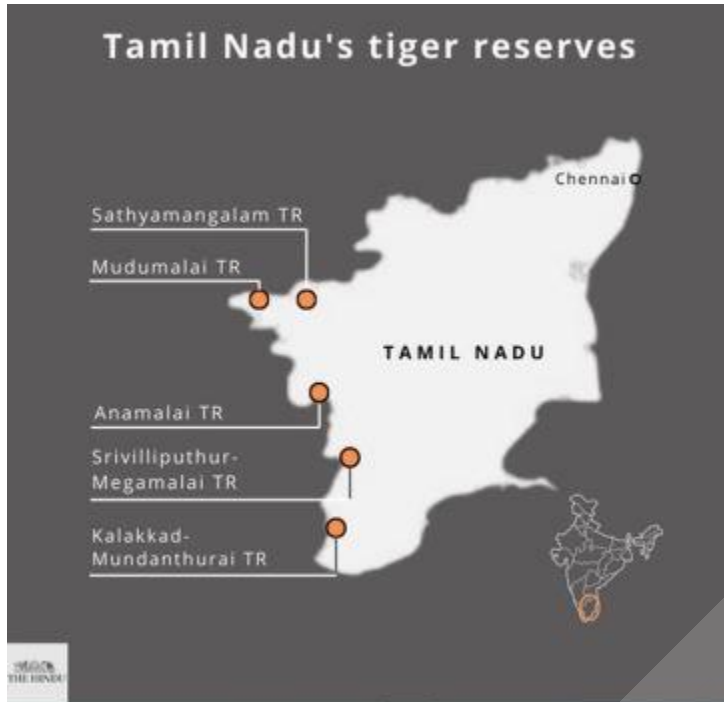 Tamil Nadu's tiger reserves
Chennai
Sathyamangalam TR
Mudumalai TR
TAMIL NADU
Anamalai TR
Srivilliputhur-
Megamalai TR
Kalakkad-
Mundanthurai TR
THE HINDU